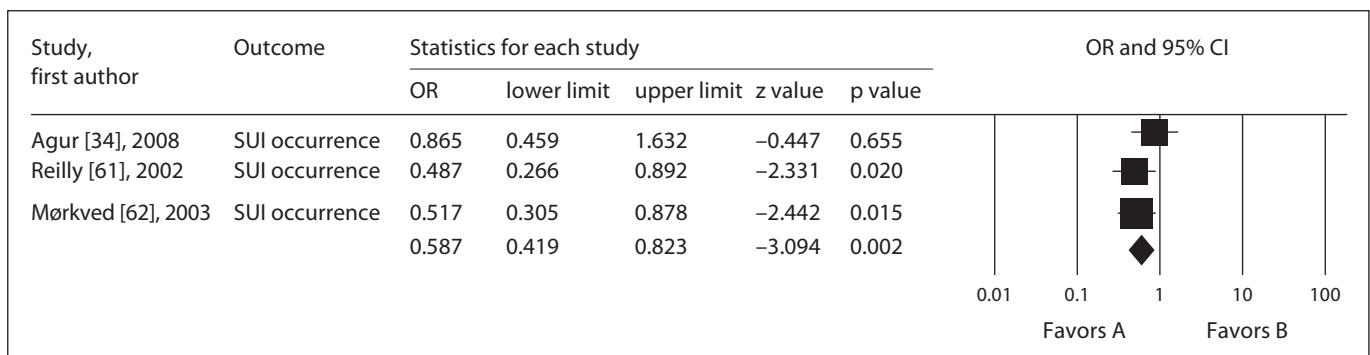 Study, first author Outcome Statistics for each study OR and 95% CI
OR lower limit upper limit z value p value
Agur [34], 2008 SUI occurrence 0.865 0.459 1.632 –0.447 0.655
Reilly [61], 2002 SUI occurrence 0.487 0.266 0.892 –2.331 0.020
Mørkved [62], 2003 SUI occurrence 0.517 0.305 0.878 –2.442 0.015
0.587 0.419 0.823 –3.094 0.002
0.01 0.1 1 10 100
Favors A Favors B